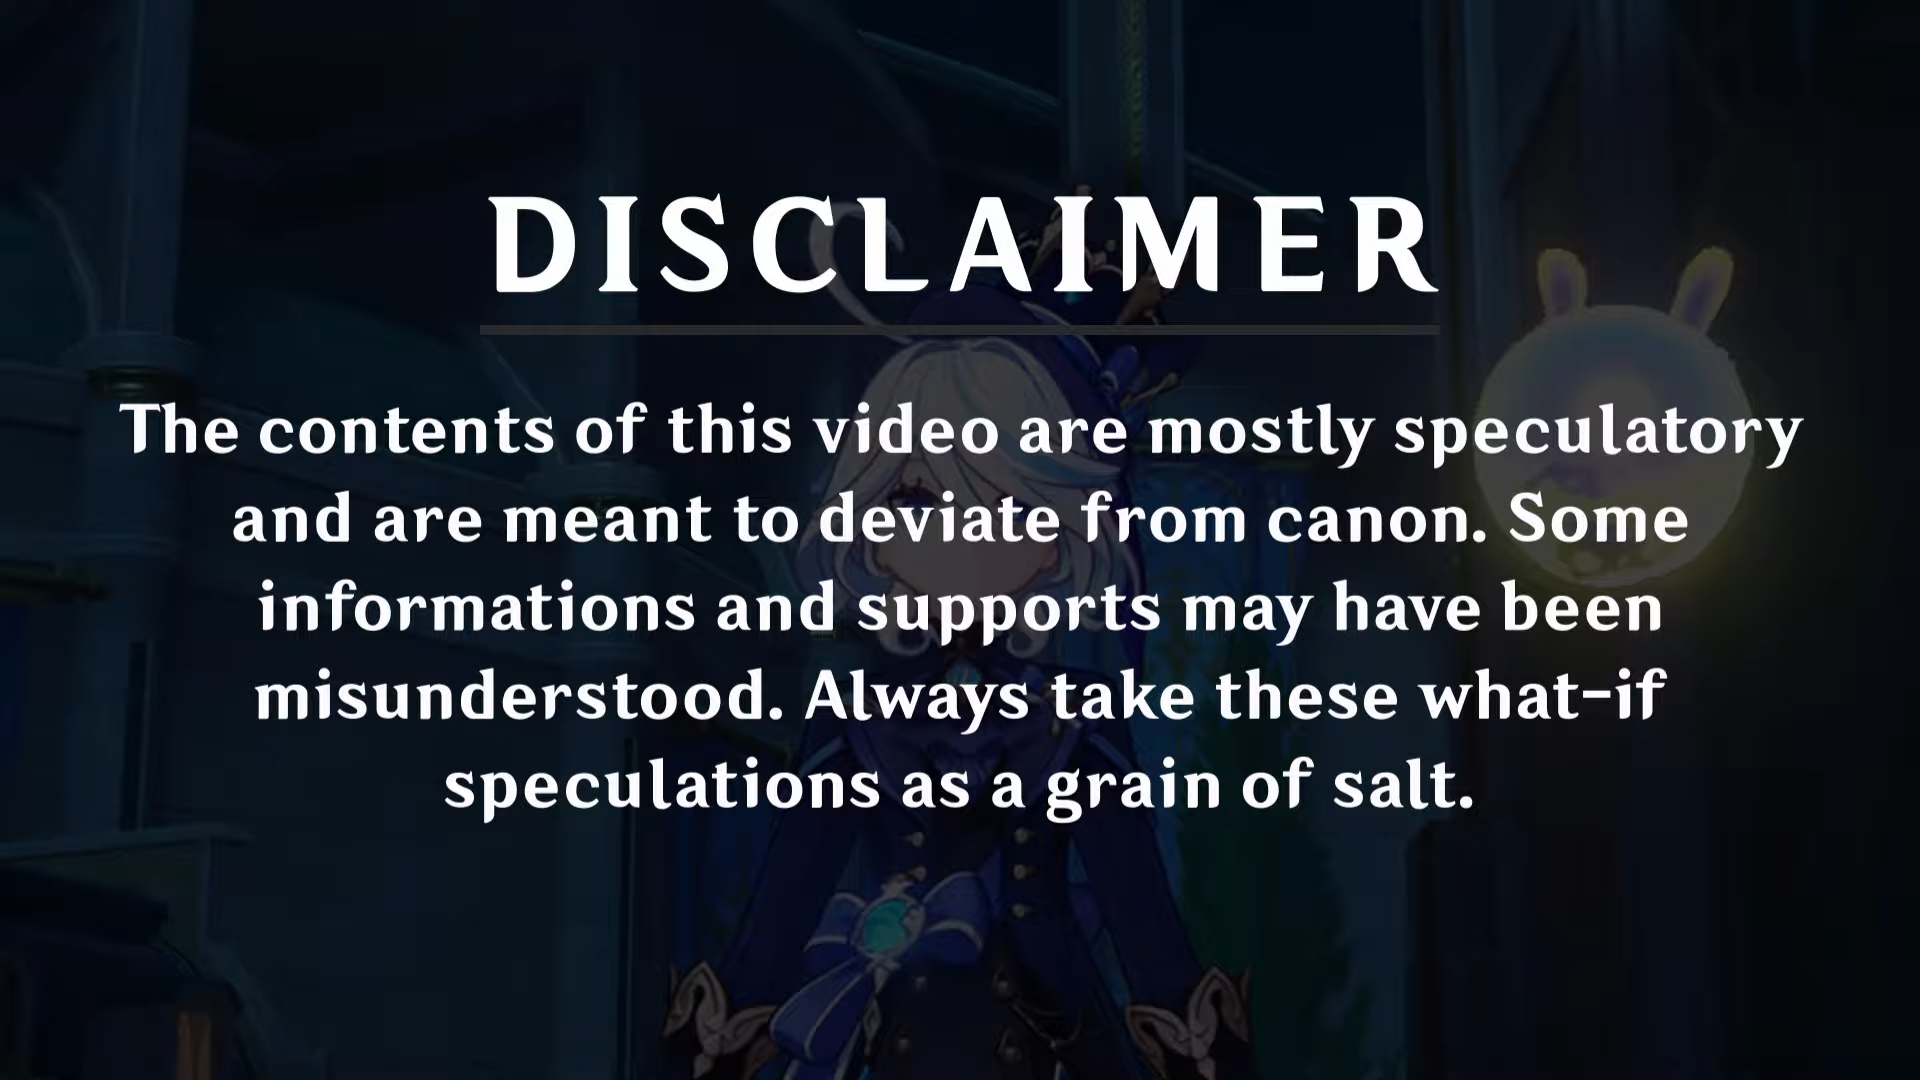 DISCLAIMER
The contents of this video are mostly speculatory
and are meant to deviate from canon. Some
informations and supports may have been
misunderstood. Always take these what-if
speculations as a grain of salt.